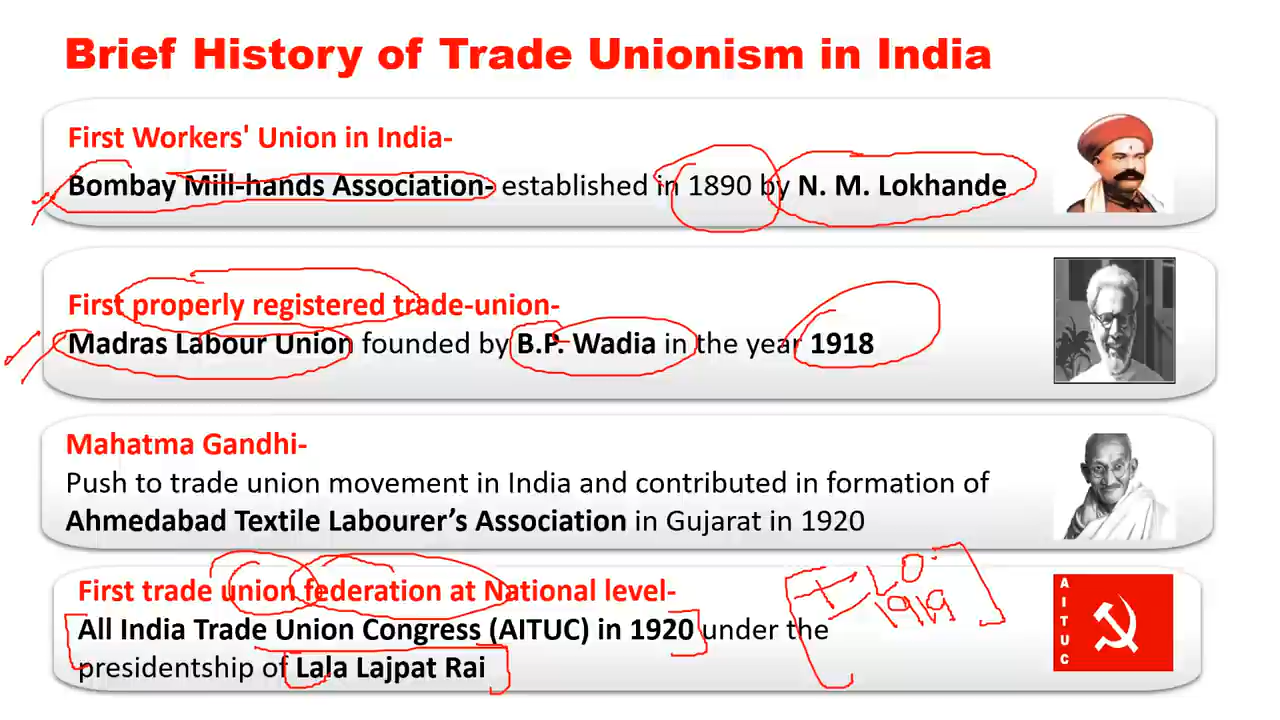 Brief History of Trade Unionism in India
First Workers' Union in India-
Bombay Mill-hands Association- established in 1890 by N. M. Lokhande
First properly registered trade-union-
Madras Labour Union founded by B.P. Wadia in the year 1918
Mahatma Gandhi-
Push to trade union movement in India and contributed in formation of
Ahmedabad Textile Labourer’s Association in Gujarat in 1920
First trade union federation at National level-
All India Trade Union Congress (AITUC) in 1920 under the
presidentship of Lala Lajpat Rai
ILO
1919
AITUC